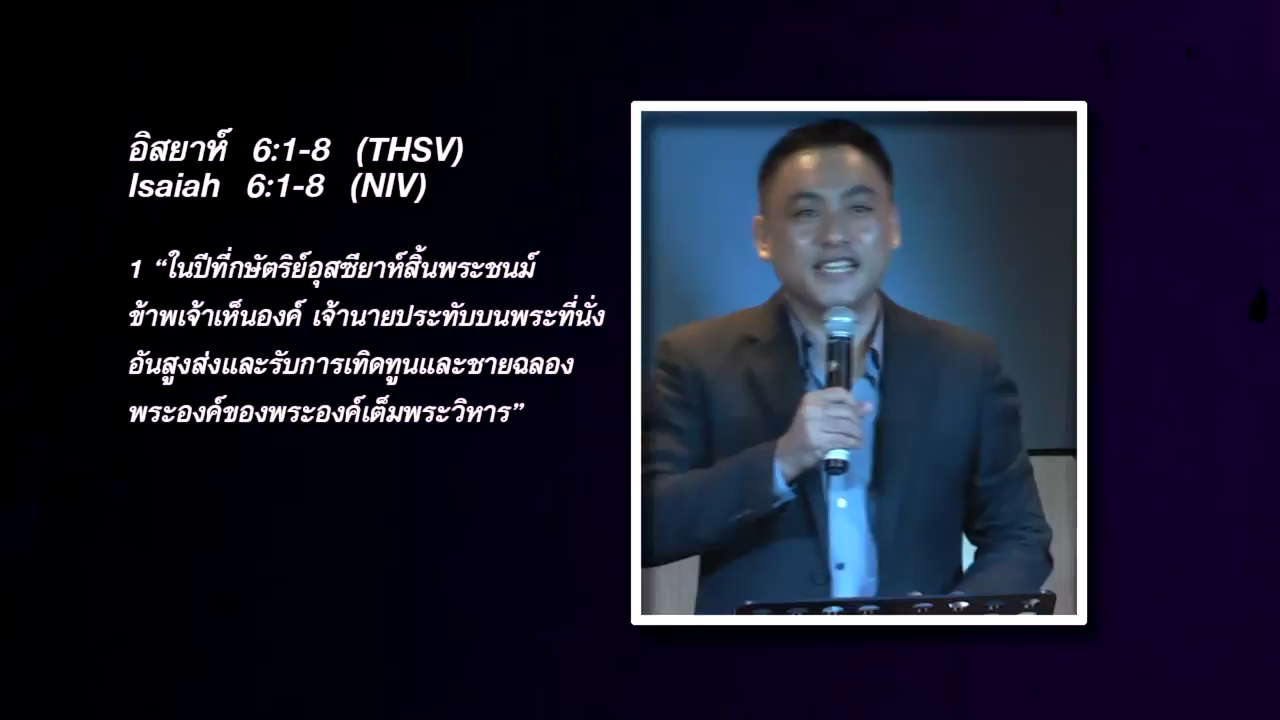 อิสยาห์ 6:1-8 (THSV)
Isaiah 6:1-8 (NIV)
1 “ในปีที่กษัตริย์อุสซียาห์สิ้นพระชนม์
ข้าพเจ้าเห็นองค์ เจ้านายประทับบนพระที่นั่ง
อันสูงส่งและรับการเทิดทูนและชายฉลอง
พระองค์ของพระองค์เต็มพระวิหาร”